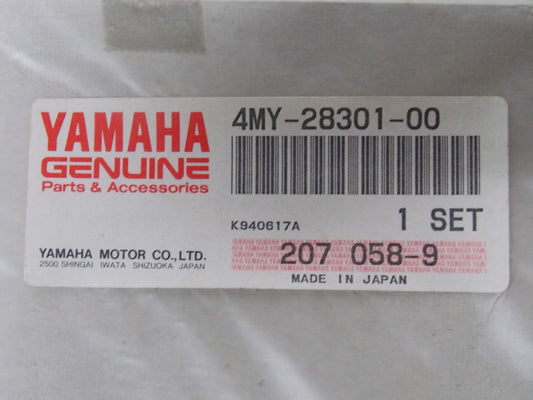 YAMAHA
GENUINE
Parts & Accessories
4MY-28301-00
K940617A
1 SET
YAMAHA MOTOR CO.,LTD.
2500 SHINGAI IWATA SHIZUOKA JAPAN
207 058-9
MADE IN JAPAN